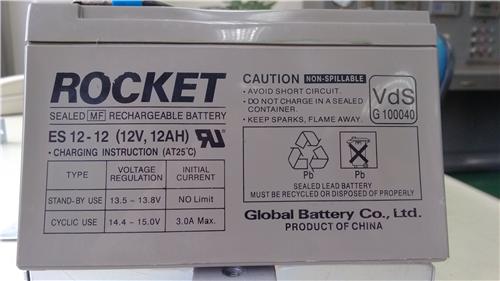 ROCKET
SEALED MF RECHARGEABLE BATTERY
ES 12-12 (12V, 12AH)
• CHARGING INSTRUCTION (AT25°C)
TYPE VOLTAGE REGULATION INITIAL CURRENT
STAND-BY USE 13.5 - 13.8V NO Limit
CYCLIC USE 14.4 - 15.0V 3.0A Max.
CAUTION NON-SPILLABLE
• AVOID SHORT CIRCUIT.
• DO NOT CHARGE IN A SEALED
CONTAINER.
• KEEP SPARKS, FLAME AWAY.
VdS
G 100040
Pb Pb
SEALED LEAD BATTERY
MUST BE RECYCLED OR DISPOSED OF PROPERLY
Global Battery Co., Ltd.
PRODUCT OF CHINA